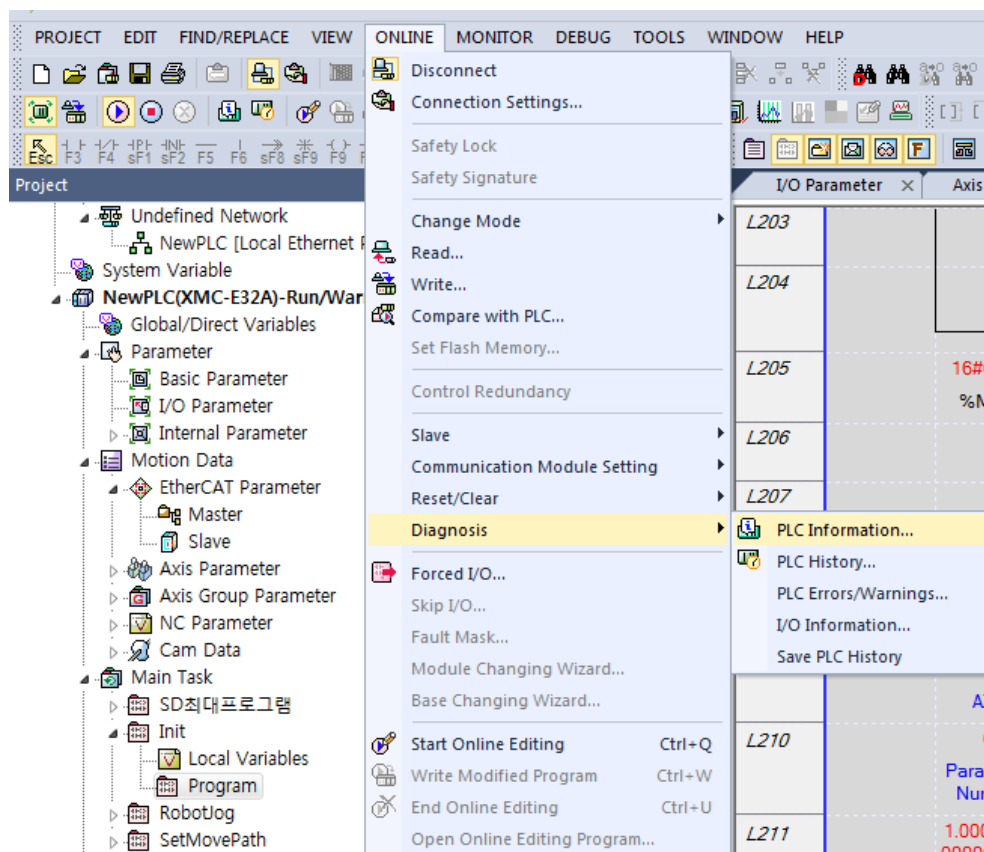 PROJECT EDIT FIND/REPLACE VIEW ONLINE MONITOR DEBUG TOOLS WINDOW HELP
Esc F3 F4 sF1 sF2 F5 F6 sF8 sF9 F9
Project
Undefined Network
NewPLC [Local Ethernet
System Variable
NewPLC(XMC-E32A)-Run/War
Global/Direct Variables
Parameter
Basic Parameter
I/O Parameter
Internal Parameter
Motion Data
EtherCAT Parameter
Master
Slave
Axis Parameter
Axis Group Parameter
NC Parameter
Cam Data
Main Task
SD최대프로그램
Init
Local Variables
Program
RobotJog
SetMovePath
Disconnect
Connection Settings...
Safety Lock
Safety Signature
Change Mode
Read...
Write...
Compare with PLC...
Set Flash Memory...
Control Redundancy
Slave
Communication Module Setting
Reset/Clear
Diagnosis
Forced I/O...
Skip I/O...
Fault Mask...
Module Changing Wizard...
Base Changing Wizard...
Start Online Editing Ctrl+Q
Write Modified Program Ctrl+W
End Online Editing Ctrl+U
Open Online Editing Program...
PLC Information...
PLC History...
PLC Errors/Warnings...
I/O Information...
Save PLC History
I/O Parameter × Axis
L203
L204
L205 16#
%M
L206
L207
L210
Para
Nur
L211 1.000